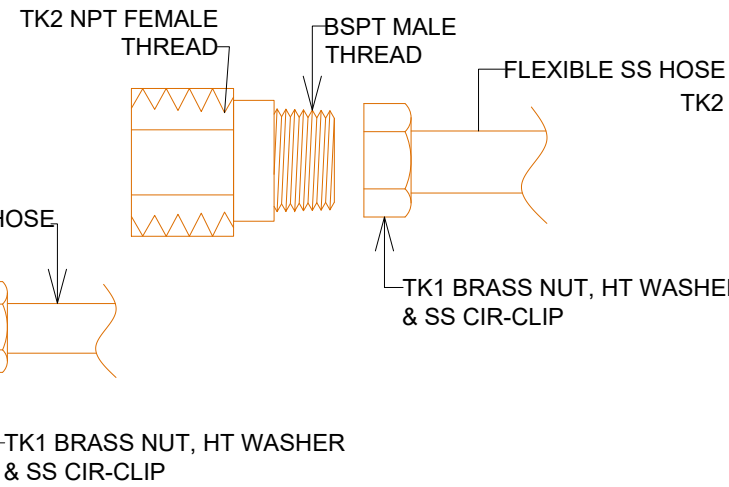 TK2 NPT FEMALE
THREAD
BSPT MALE
THREAD
FLEXIBLE SS HOSE
TK2
HOSE
TK1 BRASS NUT, HT WASHER
& SS CIR-CLIP
TK1 BRASS NUT, HT WASHER
& SS CIR-CLIP